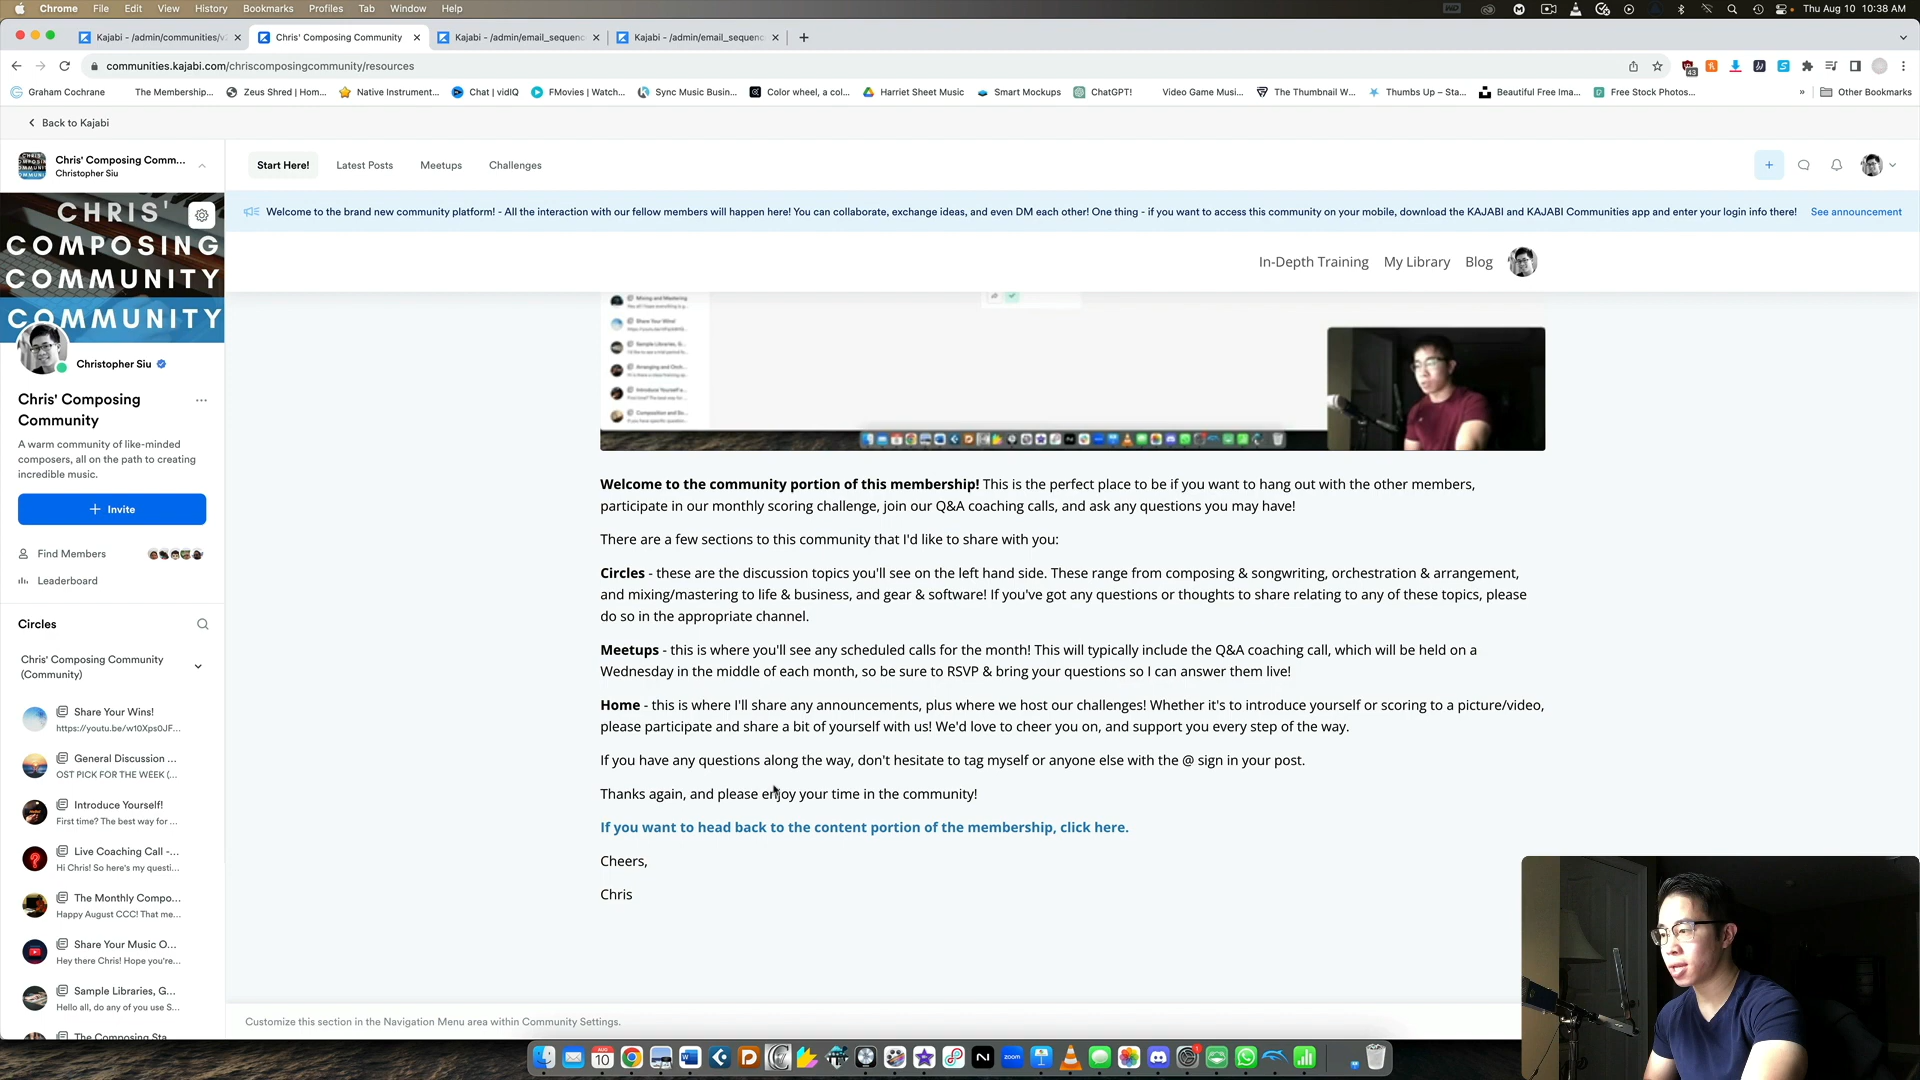 Chrome File Edit View History Bookmarks Profiles Tab Window Help Thu Aug 10 10:38 AM
Kajabi - /admin/communities/v Chris' Composing Community Kajabi - /admin/email_sequenc Kajabi - /admin/email_sequenc
communities.kajabi.com/chriscomposingcommunity/resources 43
Graham Cochrane The Membership... Zeus Shred | Hom... Native Instrument... Chat | vidIQ FMovies | Watch... Sync Music Busin... Color wheel, a col... Harriet Sheet Music Smart Mockups ChatGPT! Video Game Musi... The Thumbnail W... Thumbs Up – Sta... Beautiful Free Ima... Free Stock Photos... » Other Bookmarks
Back to Kajabi
Chris' Composing Comm...
Christopher Siu
Start Here! Latest Posts Meetups Challenges
CHRIS'
COMPOSING
COMMUNITY
COMMUNITY
Christopher Siu
Chris' Composing
Community
A warm community of like-minded
composers, all on the path to creating
incredible music.
+ Invite
Find Members
Leaderboard
Circles
Chris' Composing Community
(Community)
Share Your Wins!
https://youtu.be/w10Xps0JF...
General Discussion ...
OST PICK FOR THE WEEK (...
Introduce Yourself!
First time? The best way for ...
Live Coaching Call -...
Hi Chris! So here's my questi...
The Monthly Compo...
Happy August CCC! That me...
Share Your Music O...
Hey there Chris! Hope you're...
Sample Libraries, G...
Hello all, do any of you use S...
The Composing Sta...
Welcome to the brand new community platform! - All the interaction with our fellow members will happen here! You can collaborate, exchange ideas, and even DM each other! One thing - if you want to access this community on your mobile, download the KAJABI and KAJABI Communities app and enter your login info there! See announcement
In-Depth Training My Library Blog
Mixing and Mastering
Share Your Wins!
Sample Libraries, G...
Arranging and Orch...
Introduce Yourself a...
Composition and So...
Welcome to the community portion of this membership! This is the perfect place to be if you want to hang out with the other members,
participate in our monthly scoring challenge, join our Q&A coaching calls, and ask any questions you may have!
There are a few sections to this community that I'd like to share with you:
Circles - these are the discussion topics you'll see on the left hand side. These range from composing & songwriting, orchestration & arrangement,
and mixing/mastering to life & business, and gear & software! If you've got any questions or thoughts to share relating to any of these topics, please
do so in the appropriate channel.
Meetups - this is where you'll see any scheduled calls for the month! This will typically include the Q&A coaching call, which will be held on a
Wednesday in the middle of each month, so be sure to RSVP & bring your questions so I can answer them live!
Home - this is where I'll share any announcements, plus where we host our challenges! Whether it's to introduce yourself or scoring to a picture/video,
please participate and share a bit of yourself with us! We'd love to cheer you on, and support you every step of the way.
If you have any questions along the way, don't hesitate to tag myself or anyone else with the @ sign in your post.
Thanks again, and please enjoy your time in the community!
If you want to head back to the content portion of the membership, click here.
Cheers,
Chris
Customize this section in the Navigation Menu area within Community Settings.
AUG
10
zoom